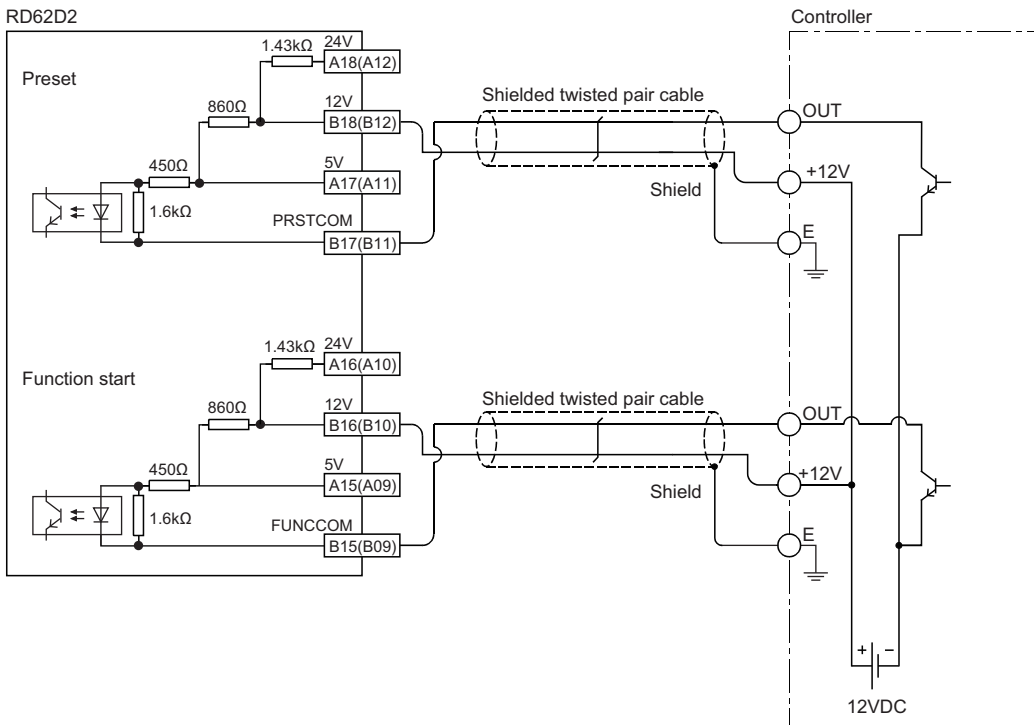 RD62D2
Controller
Preset
1.43kΩ
24V
A18(A12)
860Ω
12V
B18(B12)
450Ω
5V
A17(A11)
1.6kΩ
PRSTCOM
B17(B11)
Shielded twisted pair cable
Shield
OUT
+12V
E
Function start
1.43kΩ
24V
A16(A10)
860Ω
12V
B16(B10)
450Ω
5V
A15(A09)
1.6kΩ
FUNCCOM
B15(B09)
Shielded twisted pair cable
Shield
OUT
+12V
E
+ −
12VDC